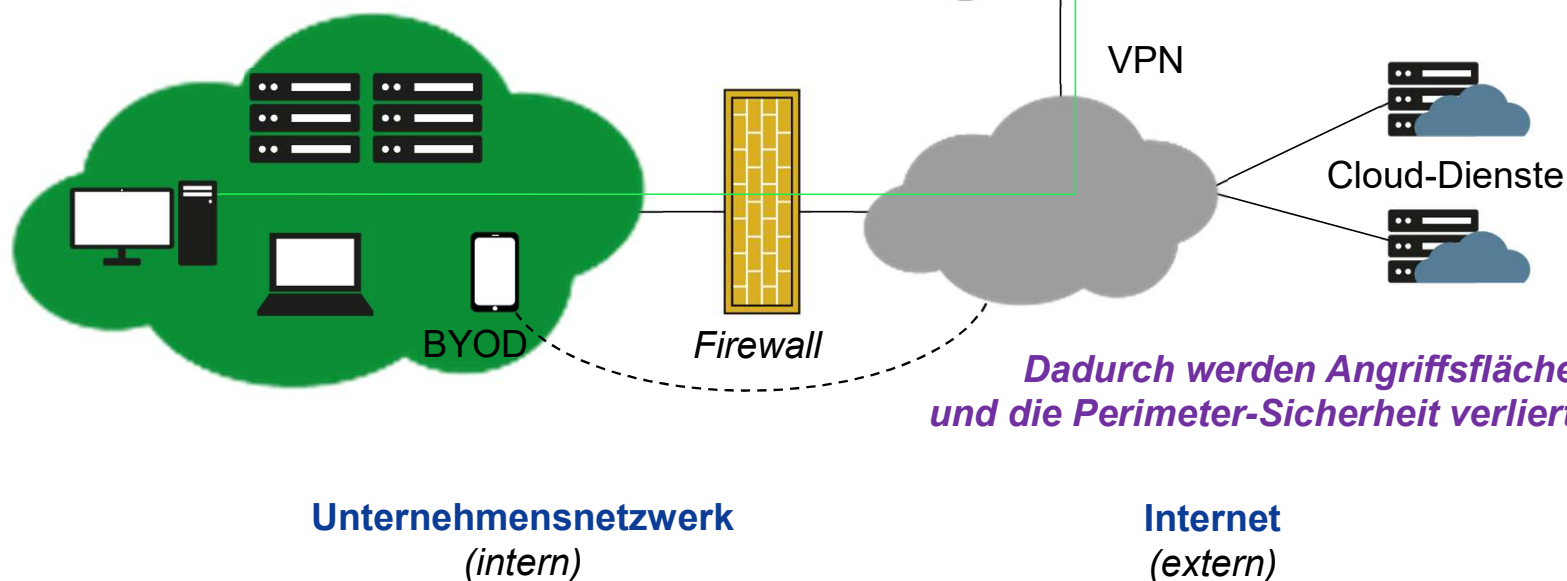 VPN
Cloud-Dienste
BYOD
Firewall
Dadurch werden Angriffsfläche
und die Perimeter-Sicherheit verliert
Unternehmensnetzwerk
(intern)
Internet
(extern)